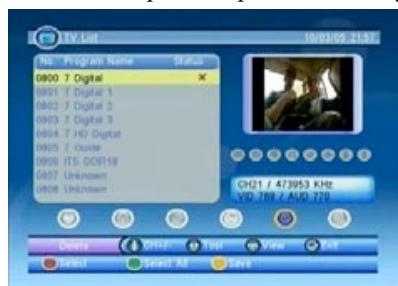 TV List
10/03/05 21:57
No. Program Name Status
0800 7 Digital
0801 7 Digital 1
0802 7 Digital 2
0803 7 Digital 3
0804 7 HD Digital
0805 7 Guide
0806 ITS
0807 Unknown
0808 Unknown
CH21 / 473953 KHz
VID 769 / AUD 770
Delete CH+/- Tool View Exit
Select Select All Save